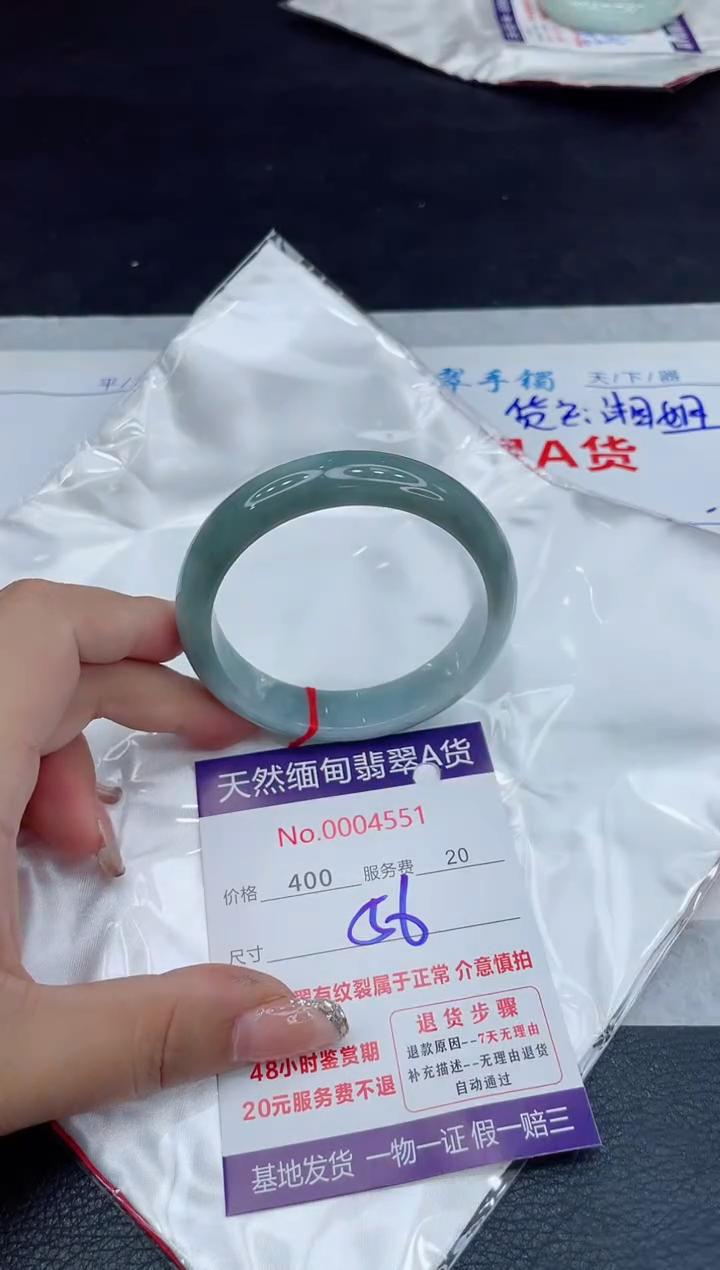 翠手镯 天/下/器
翠A货
天然缅甸翡翠A货
No.0004551
价格 400 服务费 20
尺寸 56
翠有纹裂属于正常 介意慎拍
48小时鉴赏期
20元服务费不退
退货步骤
退款原因--7天无理由
补充描述--无理由退货
自动通过
基地发货 一物一证 假一赔三